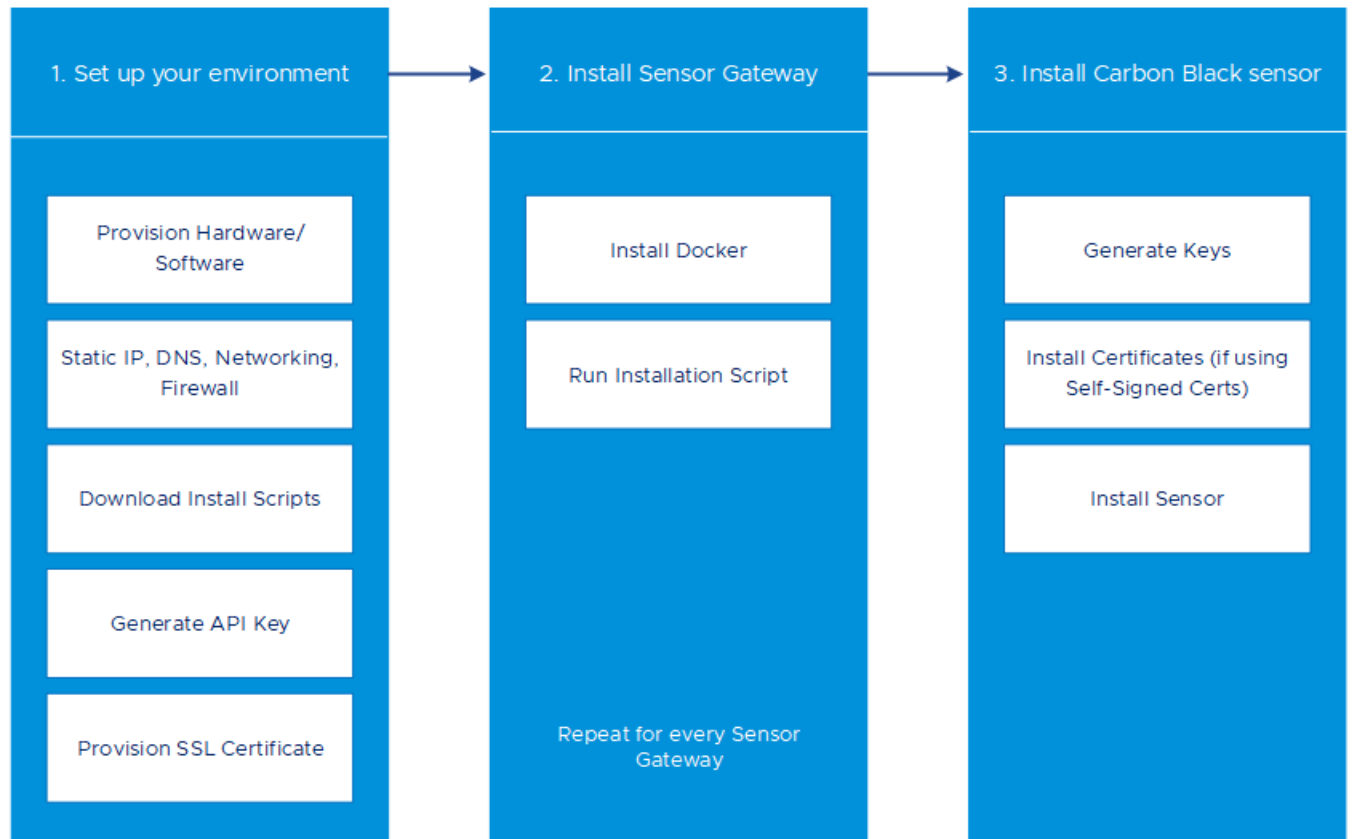 1. Set up your environment
Provision Hardware/
Software
Static IP, DNS, Networking,
Firewall
Download Install Scripts
Generate API Key
Provision SSL Certificate
2. Install Sensor Gateway
Install Docker
Run Installation Script
Repeat for every Sensor
Gateway
3. Install Carbon Black sensor
Generate Keys
Install Certificates (if using
Self-Signed Certs)
Install Sensor